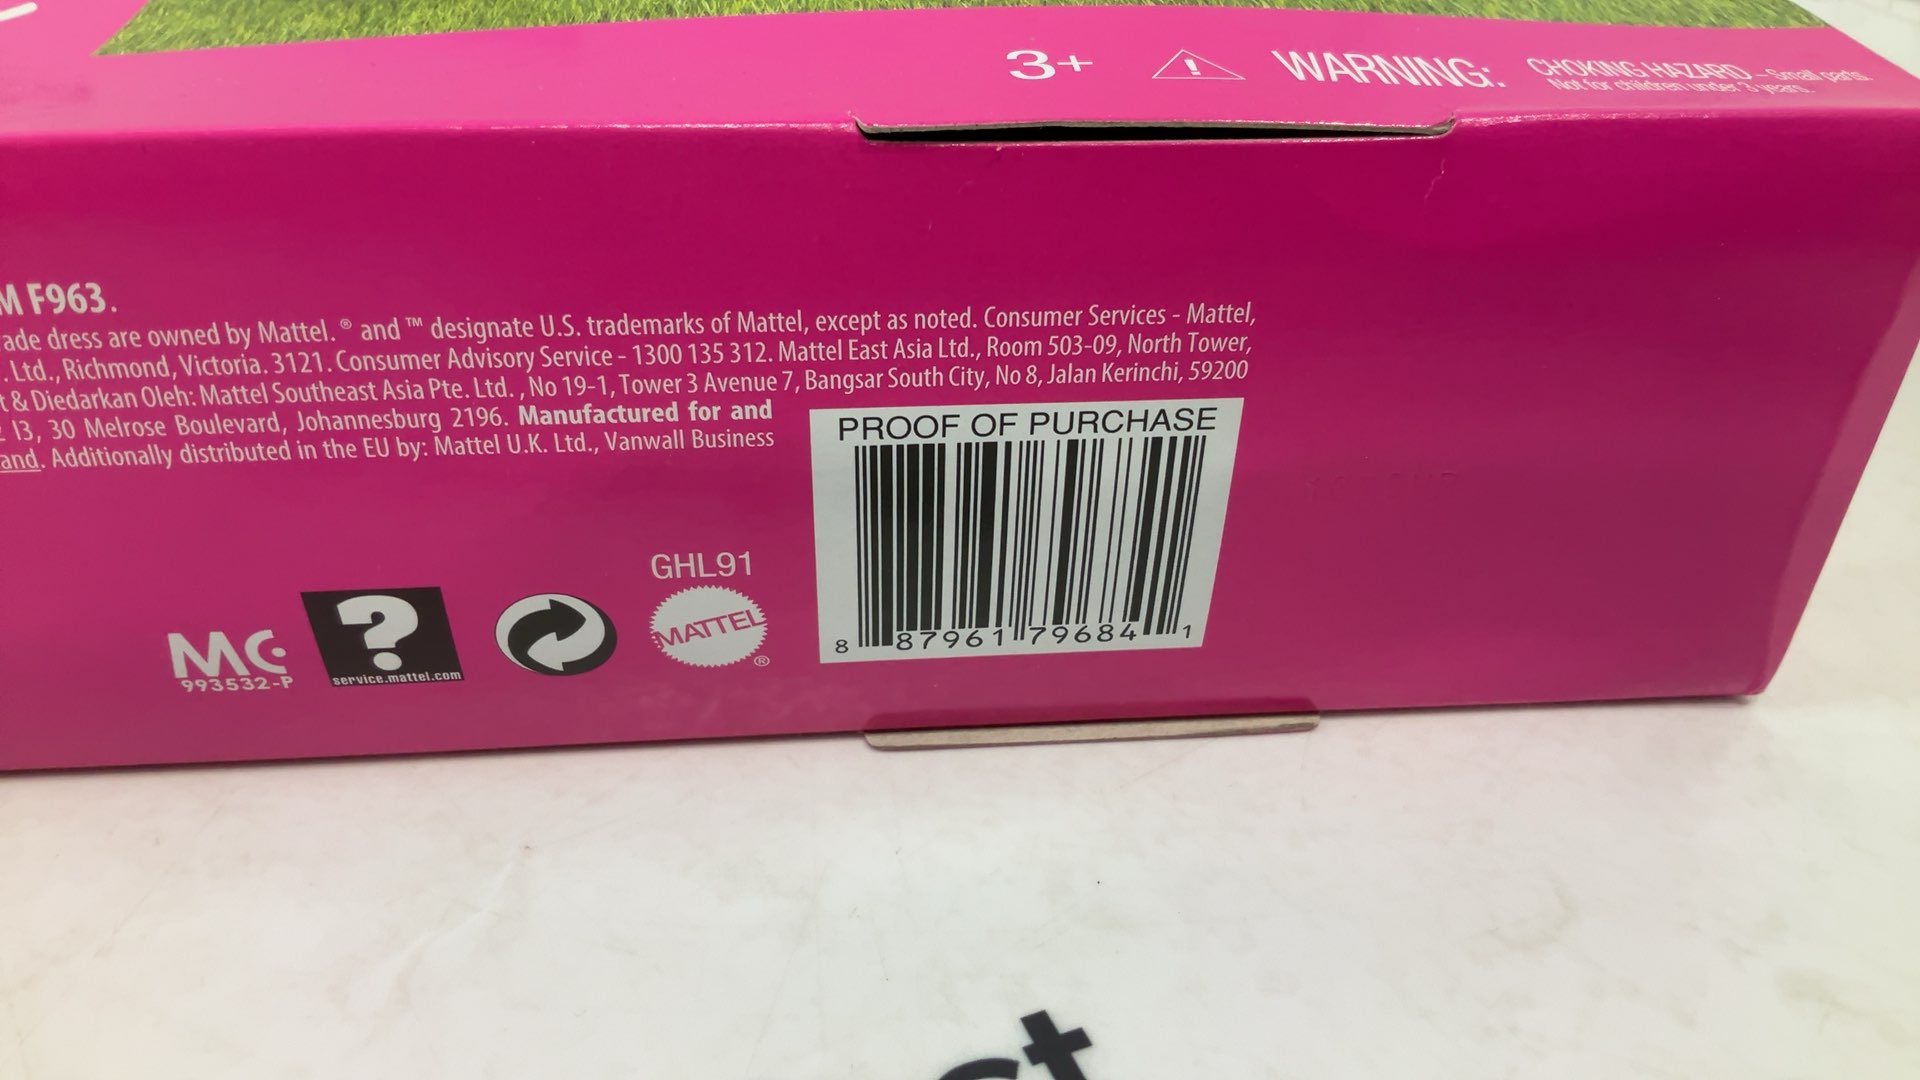 3+ WARNING: CHOKING HAZARD – Small parts.
Not for children under 3 years.
M F963.
ade dress are owned by Mattel. ® and ™ designate U.S. trademarks of Mattel, except as noted. Consumer Services - Mattel,
. Ltd., Richmond, Victoria. 3121. Consumer Advisory Service - 1300 135 312. Mattel East Asia Ltd., Room 503-09, North Tower,
t & Diedarkan Oleh: Mattel Southeast Asia Pte. Ltd. , No 19-1, Tower 3 Avenue 7, Bangsar South City, No 8, Jalan Kerinchi, 59200
13, 30 Melrose Boulevard, Johannesburg 2196. Manufactured for and
and. Additionally distributed in the EU by: Mattel U.K. Ltd., Vanwall Business
PROOF OF PURCHASE
8 87961 79684 1
GHL91
MATTEL ®
service.mattel.com
MC
993532-P
st